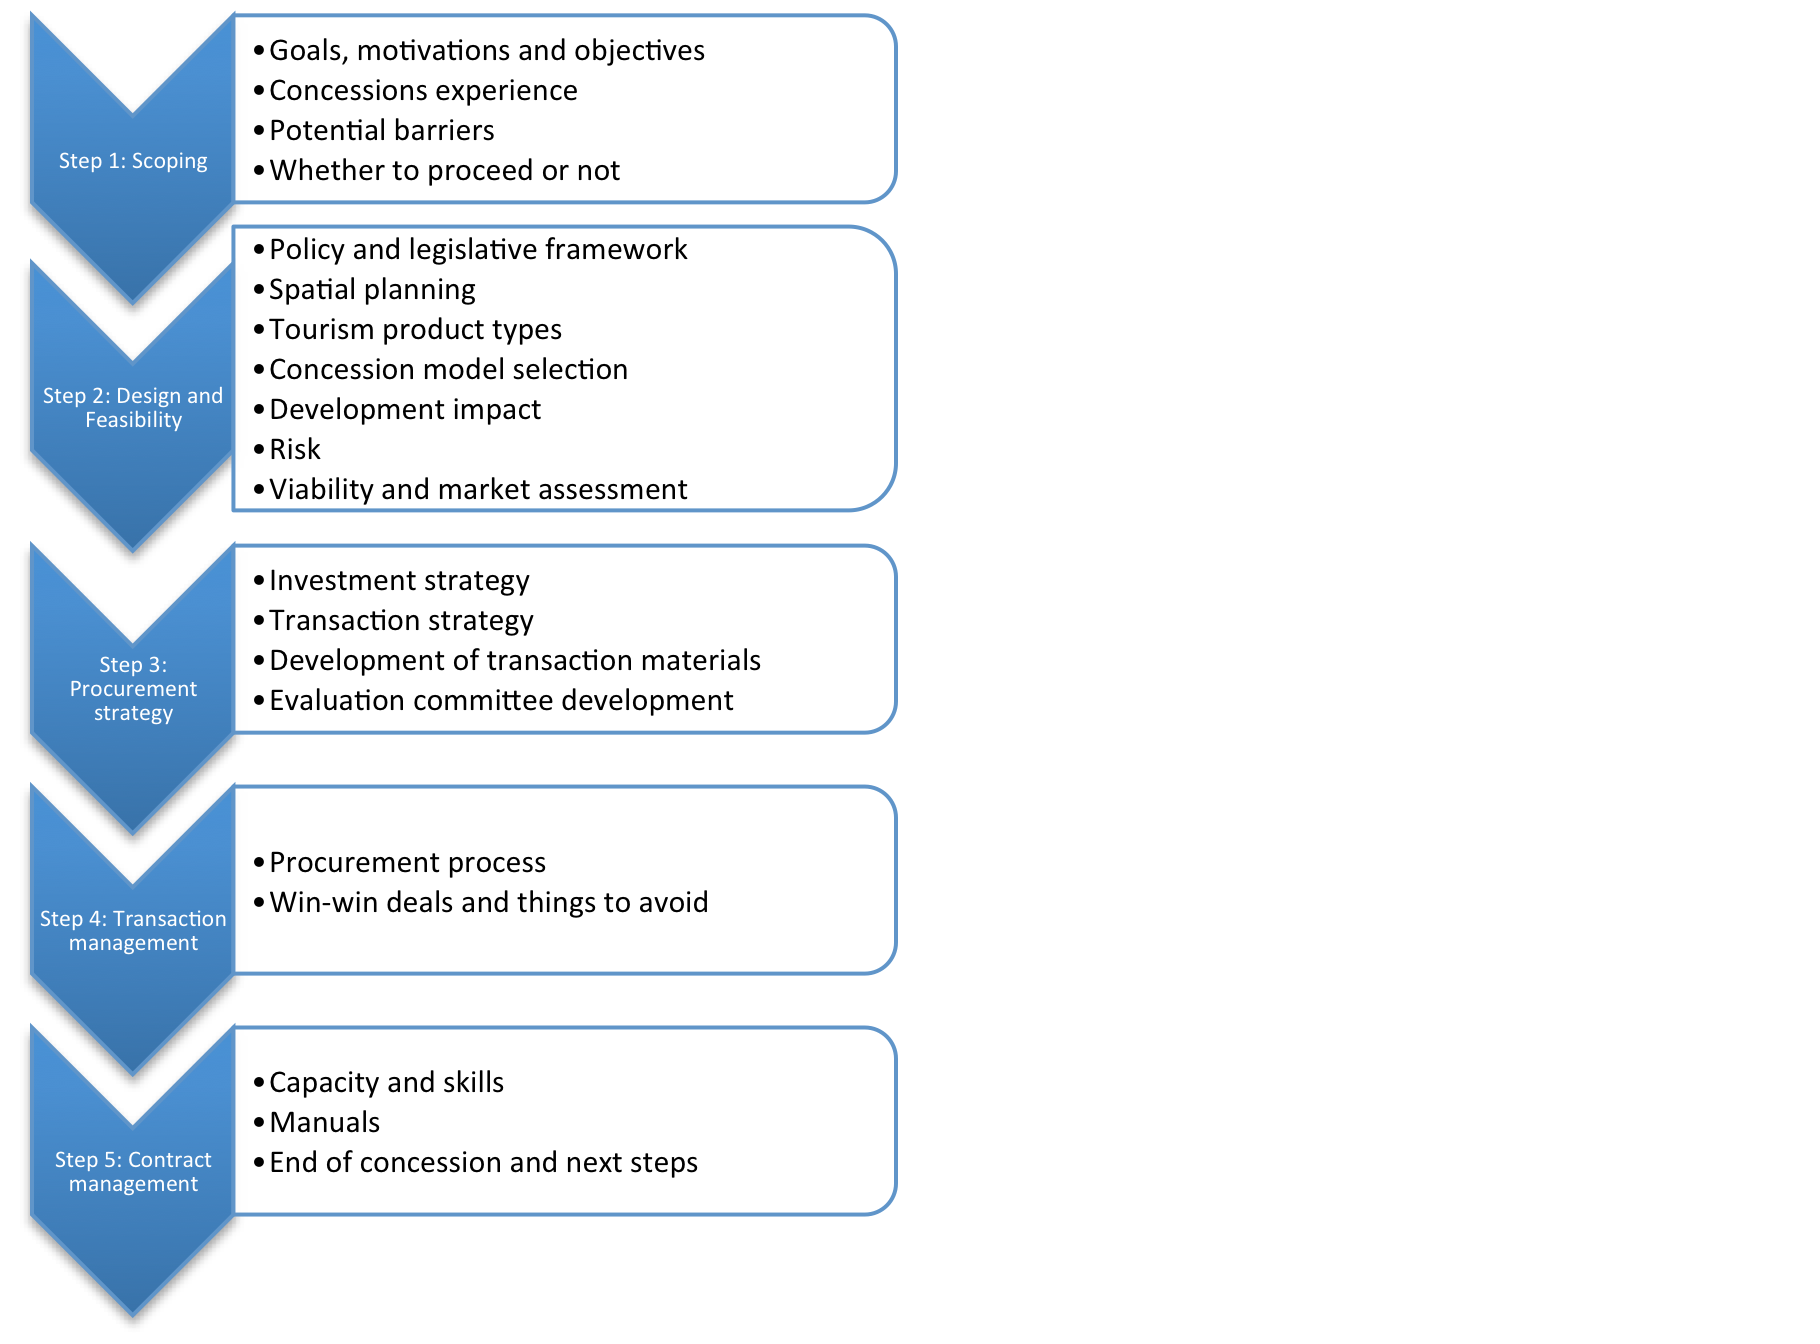 Step 1: Scoping
•Goals, motivations and objectives
•Concessions experience
•Potential barriers
•Whether to proceed or not
Step 2: Design and
Feasibility
•Policy and legislative framework
•Spatial planning
•Tourism product types
•Concession model selection
•Development impact
•Risk
•Viability and market assessment
Step 3:
Procurement
strategy
•Investment strategy
•Transaction strategy
•Development of transaction materials
•Evaluation committee development
Step 4: Transaction
management
•Procurement process
•Win-win deals and things to avoid
Step 5: Contract
management
•Capacity and skills
•Manuals
•End of concession and next steps